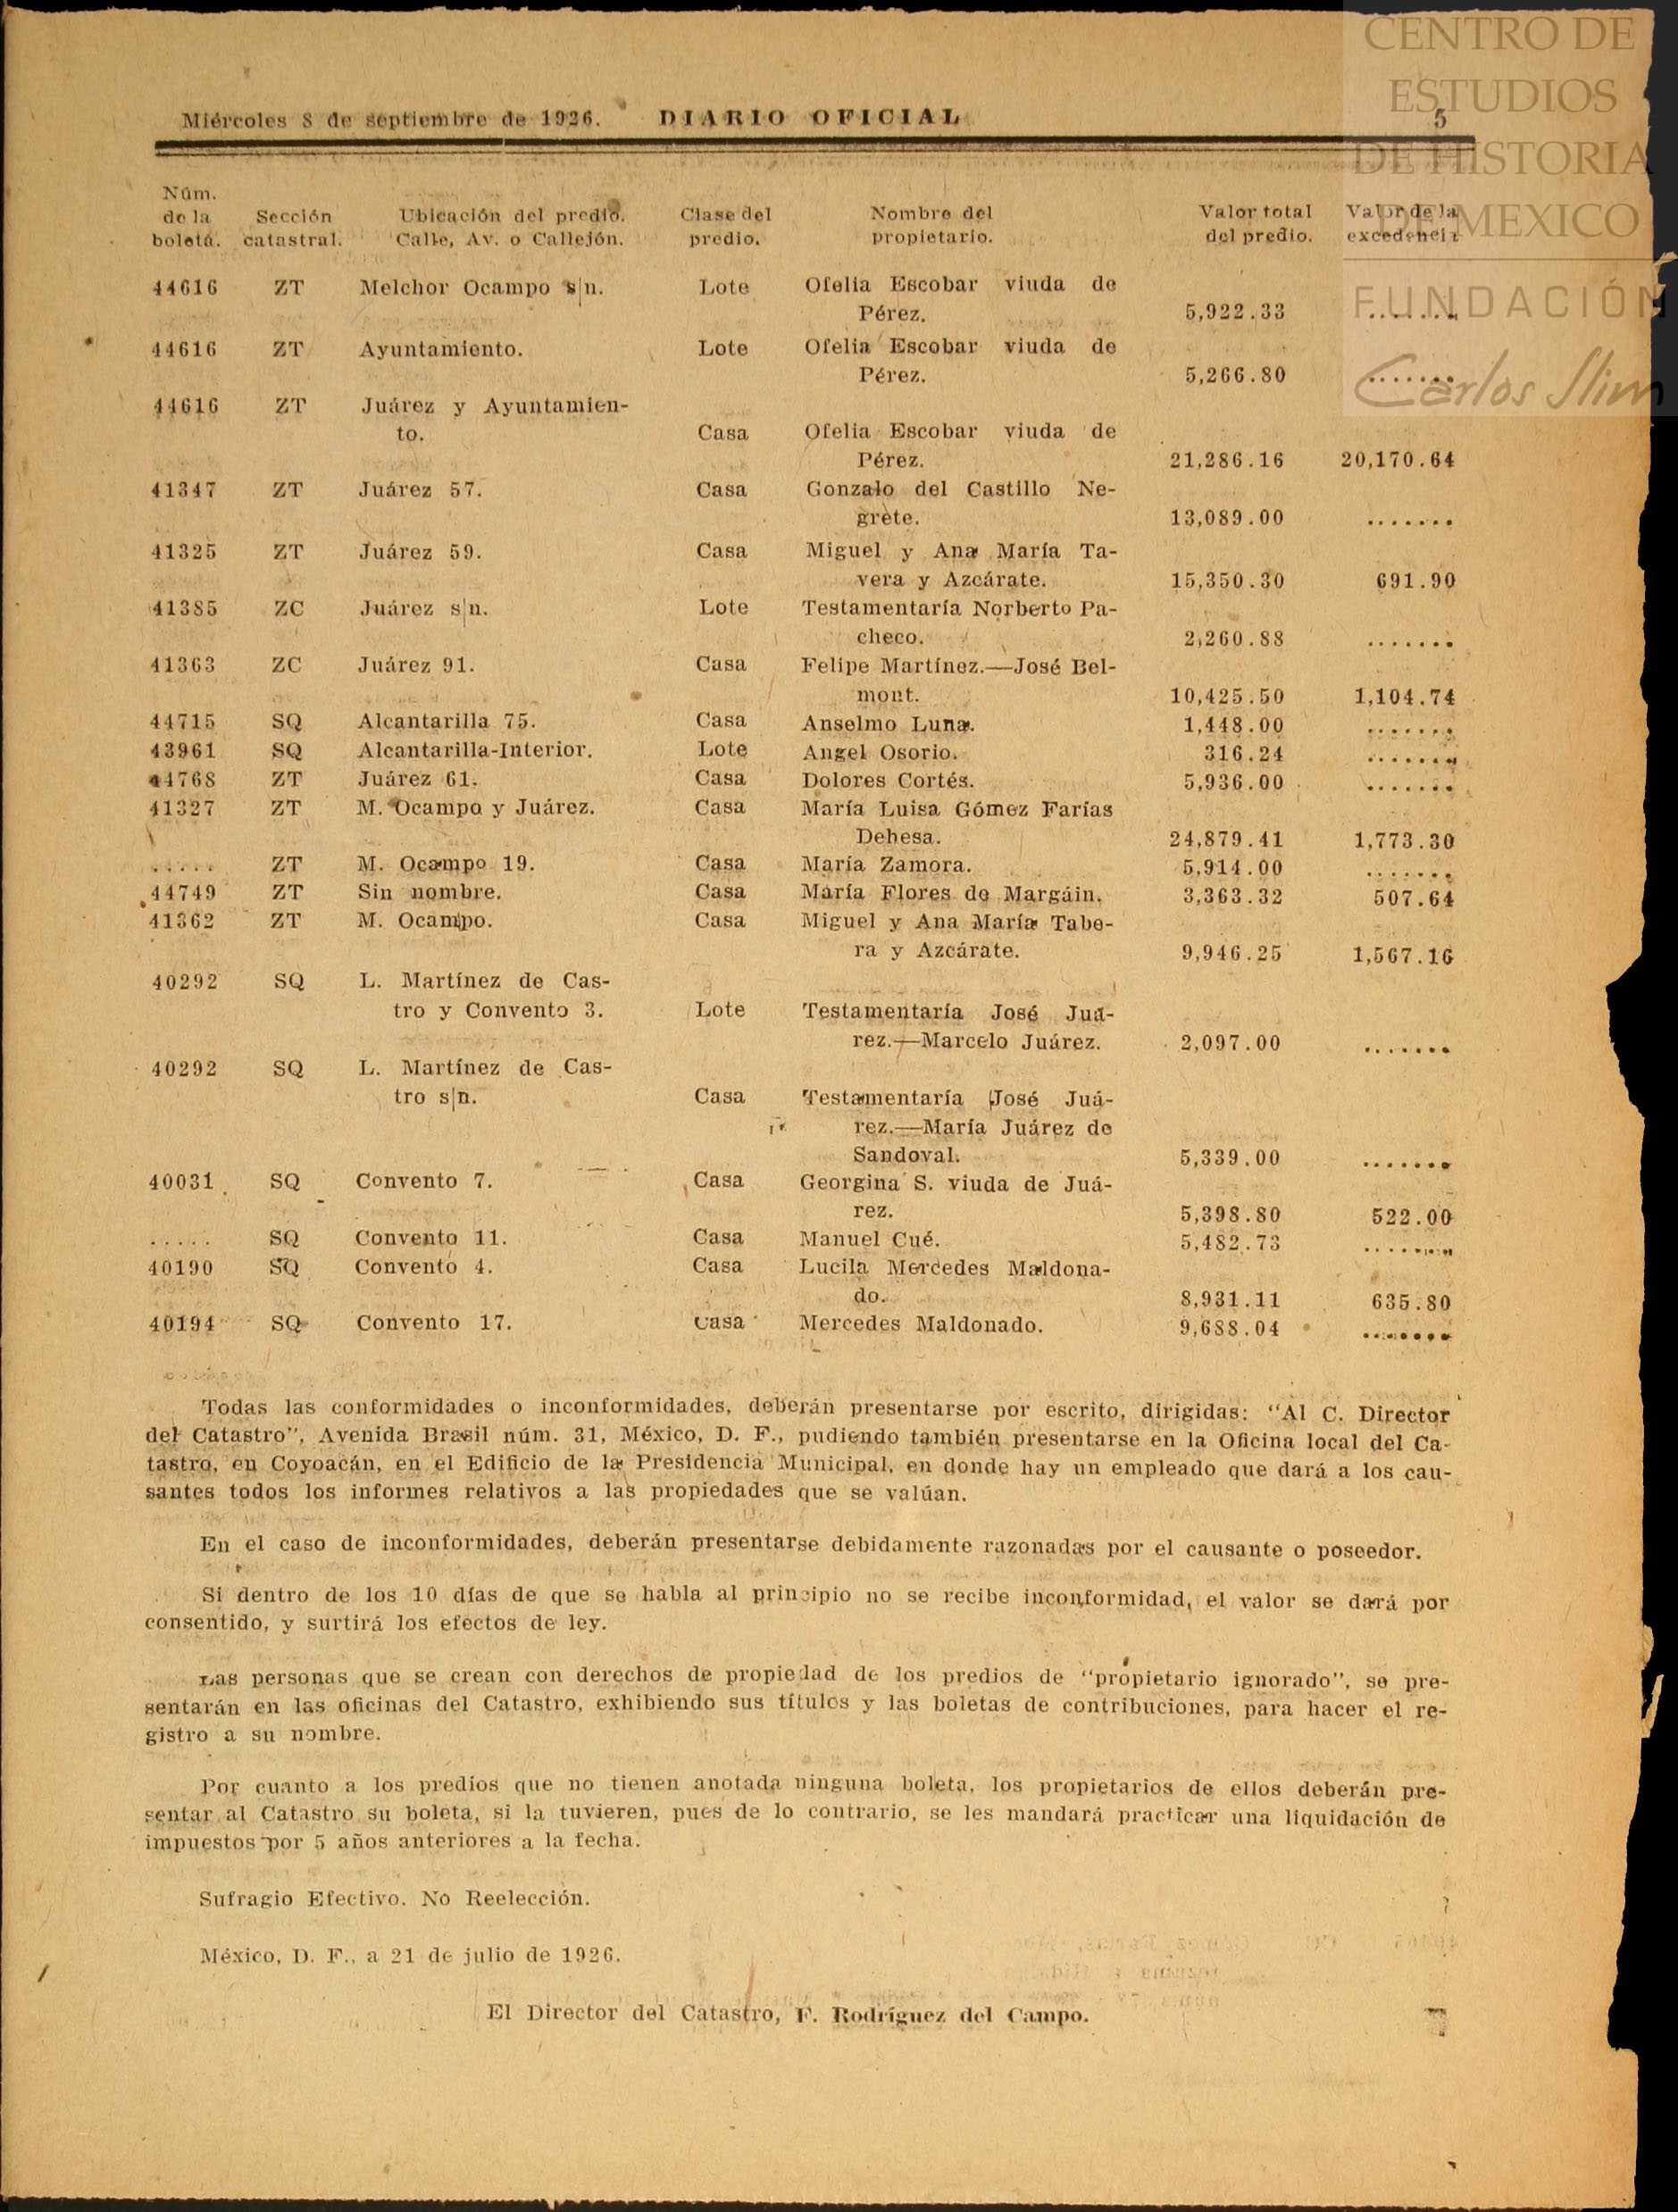 CENTRO DE
ESTUDIOS
DE HISTORIA
DE MEXICO
FUNDACIÓN
Carlos Slim
Miércoles 8 de septiembre de 1926. DIARIO OFICIAL 5
Núm.
de la Sección Ubicación del predio. Clase del Nombre del Valor total Valor de la
boleta. catastral. Calle, Av. o Callejón. predio. propietario. del predio. excedencia
44616 ZT Melchor Ocampo s|n. Lote Ofelia Escobar viuda de
Pérez. 5,922.33 .......
44616 ZT Ayuntamiento. Lote Ofelia Escobar viuda de
Pérez. 5,266.80 .......
44616 ZT Juárez y Ayuntamien-
to. Casa Ofelia Escobar viuda de
Pérez. 21,286.16 20,170.64
41347 ZT Juárez 57. Casa Gonzalo del Castillo Ne-
grete. 13,089.00 .......
41325 ZT Juárez 59. Casa Miguel y Ana María Ta-
vera y Azcárate. 15,350.30 691.90
41385 ZC Juárez s|n. Lote Testamentaría Norberto Pa-
checo. 2,260.88 .......
41363 ZC Juárez 91. Casa Felipe Martínez.—José Bel-
mont. 10,425.50 1,104.74
44715 SQ Alcantarilla 75. Casa Anselmo Luna. 1,448.00 .......
43961 SQ Alcantarilla-Interior. Lote Angel Osorio. 316.24 .......
44768 ZT Juárez 61. Casa Dolores Cortés. 5,936.00 .......
41327 ZT M. Ocampo y Juárez. Casa María Luisa Gómez Farías
Dehesa. 24,879.41 1,773.30
..... ZT M. Ocampo 19. Casa María Zamora. 5,914.00 .......
44749 ZT Sin nombre. Casa María Flores de Margáin. 3,363.32 507.64
41362 ZT M. Ocampo. Casa Miguel y Ana María Tabe-
ra y Azcárate. 9,946.25 1,567.16
40292 SQ L. Martínez de Cas-
tro y Convento 3. Lote Testamentaría José Juá-
rez.—Marcelo Juárez. 2,097.00 .......
40292 SQ L. Martínez de Cas-
tro s|n. Casa Testamentaría José Juá-
rez.—María Juárez de
Sandoval. 5,339.00 .......
40031 SQ Convento 7. Casa Georgina S. viuda de Juá-
rez. 5,398.80 522.00
..... SQ Convento 11. Casa Manuel Cué. 5,482.73 .......
40190 SQ Convento 4. Casa Lucila Mercedes Maldona-
do. 8,931.11 635.80
40194 SQ Convento 17. Casa Mercedes Maldonado. 9,688.04 .......
Todas las conformidades o inconformidades, deberán presentarse por escrito, dirigidas: "Al C. Director
del Catastro", Avenida Brasil núm. 31, México, D. F., pudiendo también presentarse en la Oficina local del Ca-
tastro, en Coyoacán, en el Edificio de la Presidencia Municipal, en donde hay un empleado que dará a los cau-
santes todos los informes relativos a las propiedades que se valúan.
En el caso de inconformidades, deberán presentarse debidamente razonadas por el causante o poseedor.
Si dentro de los 10 días de que se habla al principio no se recibe inconformidad, el valor se dará por
consentido, y surtirá los efectos de ley.
Las personas que se crean con derechos de propiedad de los predios de "propietario ignorado", se pre-
sentarán en las oficinas del Catastro, exhibiendo sus títulos y las boletas de contribuciones, para hacer el re-
gistro a su nombre.
Por cuanto a los predios que no tienen anotada ninguna boleta, los propietarios de ellos deberán pre-
sentar al Catastro su boleta, si la tuvieren, pues de lo contrario, se les mandará practicar una liquidación de
impuestos por 5 años anteriores a la fecha.
Sufragio Efectivo. No Reelección.
México, D. F., a 21 de julio de 1926.
El Director del Catastro, F. Rodríguez del Campo.